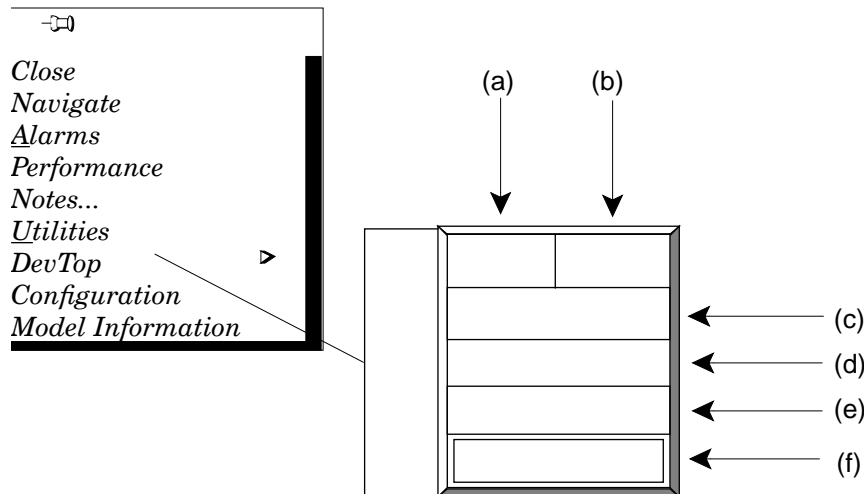 Close
Navigate
Alarms
Performance
Notes...
Utilities
DevTop
Configuration
Model Information
(a)
(b)
(c)
(d)
(e)
(f)